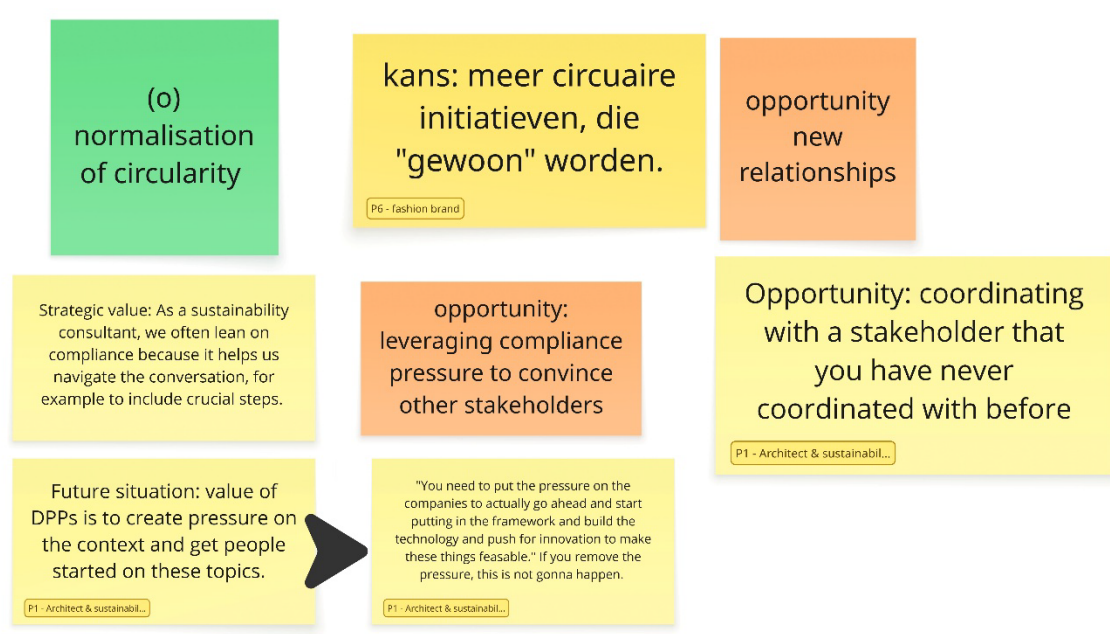 (o)
normalisation
of circularity
kans: meer circuaire
initiatieven, die
"gewoon" worden.
P6 - fashion brand
opportunity
new
relationships
Strategic value: As a sustainability
consultant, we often lean on
compliance because it helps us
navigate the conversation, for
example to include crucial steps.
opportunity:
leveraging compliance
pressure to convince
other stakeholders
Opportunity: coordinating
with a stakeholder that
you have never
coordinated with before
P1 - Architect & sustainabil...
Future situation: value of
DPPs is to create pressure on
the context and get people
started on these topics.
P1 - Architect & sustainabil...
"You need to put the pressure on the
companies to actually go ahead and start
putting in the framework and build the
technology and push for innovation to make
these things feasable." If you remove the
pressure, this is not gonna happen.
P1 - Architect & sustainabil...